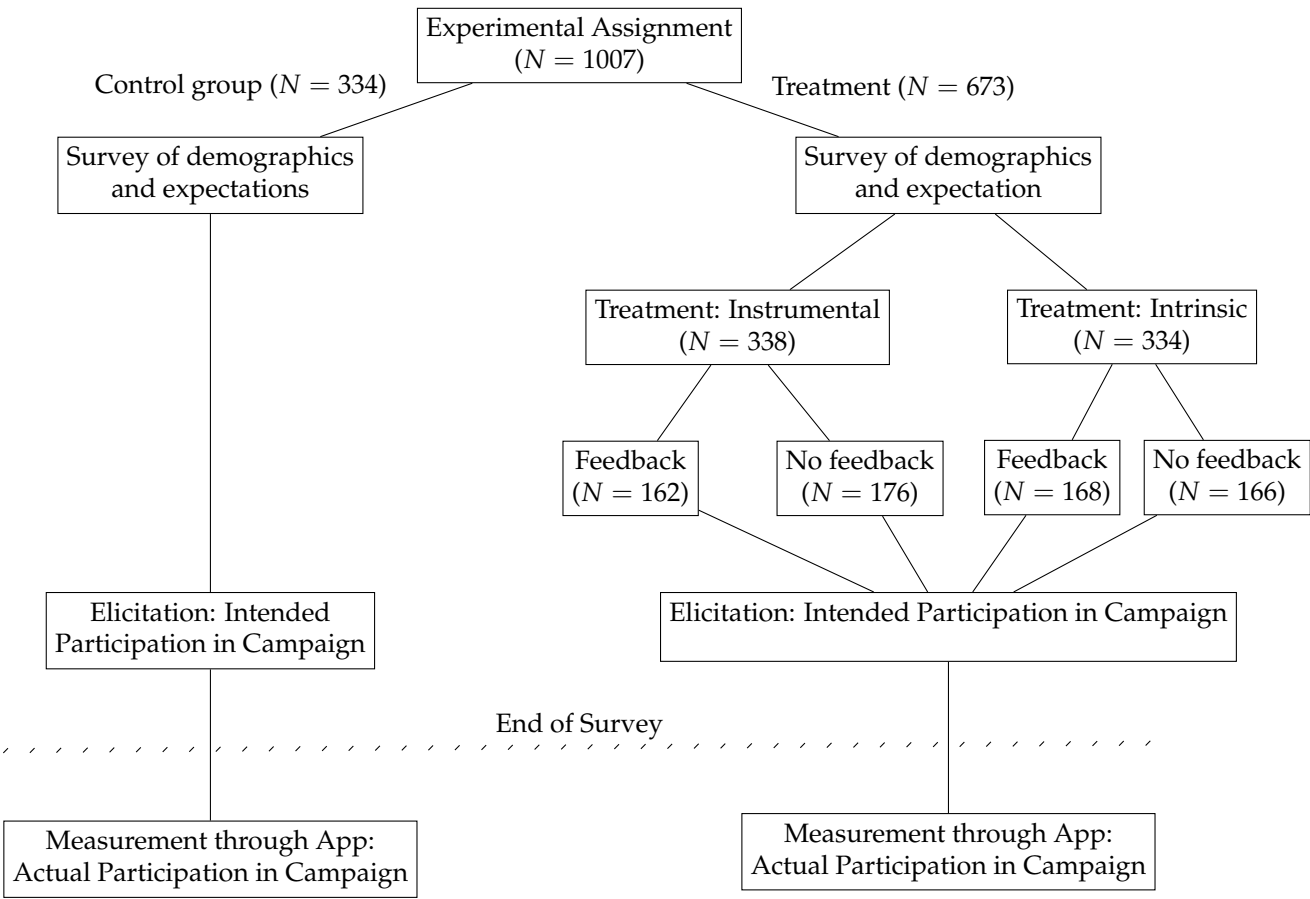 Experimental Assignment
(N = 1007)
Control group (N = 334)
Treatment (N = 673)
Survey of demographics
and expectations
Survey of demographics
and expectation
Treatment: Instrumental
(N = 338)
Treatment: Intrinsic
(N = 334)
Feedback
(N = 162)
No feedback
(N = 176)
Feedback
(N = 168)
No feedback
(N = 166)
Elicitation: Intended
Participation in Campaign
Elicitation: Intended Participation in Campaign
End of Survey
Measurement through App:
Actual Participation in Campaign
Measurement through App:
Actual Participation in Campaign